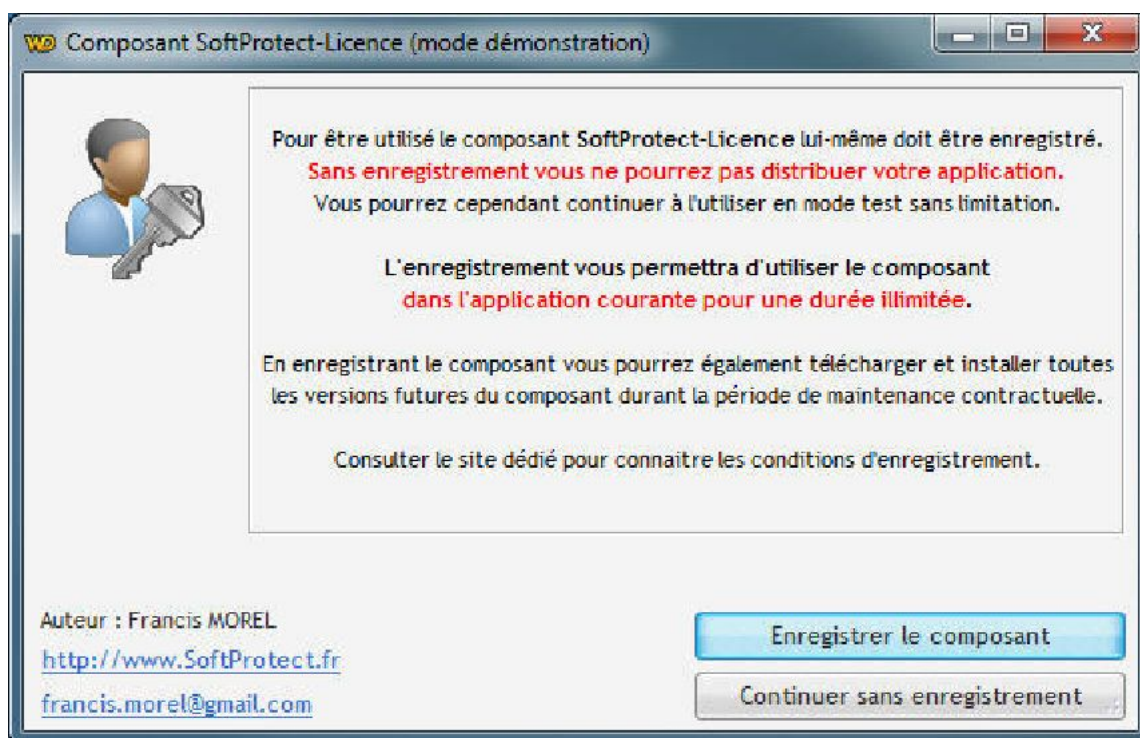 WD Composant SoftProtect-Licence (mode démonstration)
Pour être utilisé le composant SoftProtect-Licence lui-même doit être enregistré.
Sans enregistrement vous ne pourrez pas distribuer votre application.
Vous pourrez cependant continuer à l'utiliser en mode test sans limitation.
L'enregistrement vous permettra d'utiliser le composant
dans l'application courante pour une durée illimitée.
En enregistrant le composant vous pourrez également télécharger et installer toutes
les versions futures du composant durant la période de maintenance contractuelle.
Consulter le site dédié pour connaitre les conditions d'enregistrement.
Auteur : Francis MOREL
http://www.SoftProtect.fr
francis.morel@gmail.com
Enregistrer le composant
Continuer sans enregistrement